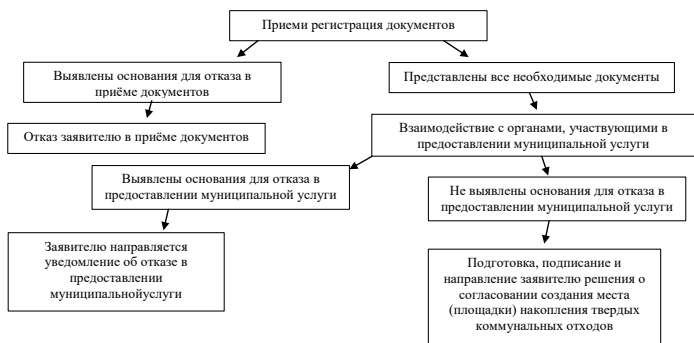 Приеми регистрация документов
Выявлены основания для отказа в
приёме документов
Представлены все необходимые документы
Отказ заявителю в приёме документов
Взаимодействие с органами, участвующими в
предоставлении муниципальной услуги
Выявлены основания для отказа в
предоставлении муниципальной услуги
Не выявлены основания для отказа в
предоставлении муниципальной услуги
Заявителю направляется
уведомление об отказе в
предоставлении
муниципальнойуслуги
Подготовка, подписание и
направление заявителю решения о
согласовании создания места
(площадки) накопления твердых
коммунальных отходов